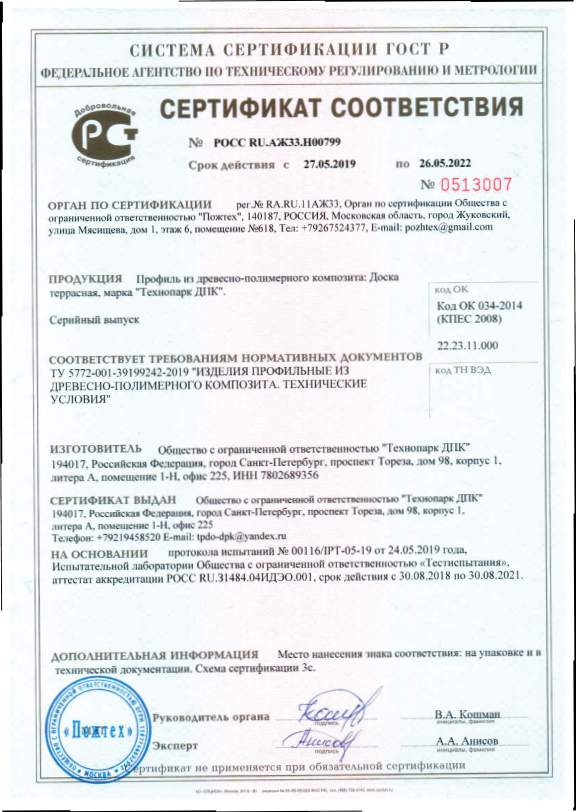 СИСТЕМА СЕРТИФИКАЦИИ ГОСТ Р
ФЕДЕРАЛЬНОЕ АГЕНТСТВО ПО ТЕХНИЧЕСКОМУ РЕГУЛИРОВАНИЮ И МЕТРОЛОГИИ
Добровольная
РСТ
сертификация
СЕРТИФИКАТ СООТВЕТСТВИЯ
№ РОСС RU.АЖ33.Н00799
Срок действия с 27.05.2019 по 26.05.2022
№ 0513007
ОРГАН ПО СЕРТИФИКАЦИИ рег.№ RA.RU.11АЖ33, Орган по сертификации Общества с
ограниченной ответственностью "Пожтех", 140187, РОССИЯ, Московская область, город Жуковский,
улица Мясищева, дом 1, этаж 6, помещение №618, Тел: +79267524377, E-mail: pozhtex@gmail.com
ПРОДУКЦИЯ Профиль из древесно-полимерного композита: Доска
террасная, марка "Технопарк ДПК".
Серийный выпуск
код ОК
Код ОК 034-2014
(КПЕС 2008)
22.23.11.000
СООТВЕТСТВУЕТ ТРЕБОВАНИЯМ НОРМАТИВНЫХ ДОКУМЕНТОВ
ТУ 5772-001-39199242-2019 "ИЗДЕЛИЯ ПРОФИЛЬНЫЕ ИЗ
ДРЕВЕСНО-ПОЛИМЕРНОГО КОМПОЗИТА. ТЕХНИЧЕСКИЕ
УСЛОВИЯ"
код ТН ВЭД
ИЗГОТОВИТЕЛЬ Общество с ограниченной ответственностью "Технопарк ДПК"
194017, Российская Федерация, город Санкт-Петербург, проспект Тореза, дом 98, корпус 1,
литера А, помещение 1-Н, офис 225, ИНН 7802689356
СЕРТИФИКАТ ВЫДАН Общество с ограниченной ответственностью "Технопарк ДПК"
194017, Российская Федерация, город Санкт-Петербург, проспект Тореза, дом 98, корпус 1,
литера А, помещение 1-Н, офис 225
Телефон: +79219458520 E-mail: tpdo-dpk@yandex.ru
НА ОСНОВАНИИ протокола испытаний № 00116/IPT-05-19 от 24.05.2019 года,
Испытательной лаборатории Общества с ограниченной ответственностью «Тестиспытания»,
аттестат аккредитации РОСС RU.31484.04ИДЭО.001, срок действия с 30.08.2018 по 30.08.2021.
ДОПОЛНИТЕЛЬНАЯ ИНФОРМАЦИЯ Место нанесения знака соответствия: на упаковке и в
технической документации. Схема сертификации 3с.
«Пожтех»
МОСКВА
Руководитель органа
подпись
В.А. Кошман
инициалы, фамилия
Эксперт
Анисов
подпись
А.А. Анисов
инициалы, фамилия
Сертификат не применяется при обязательной сертификации